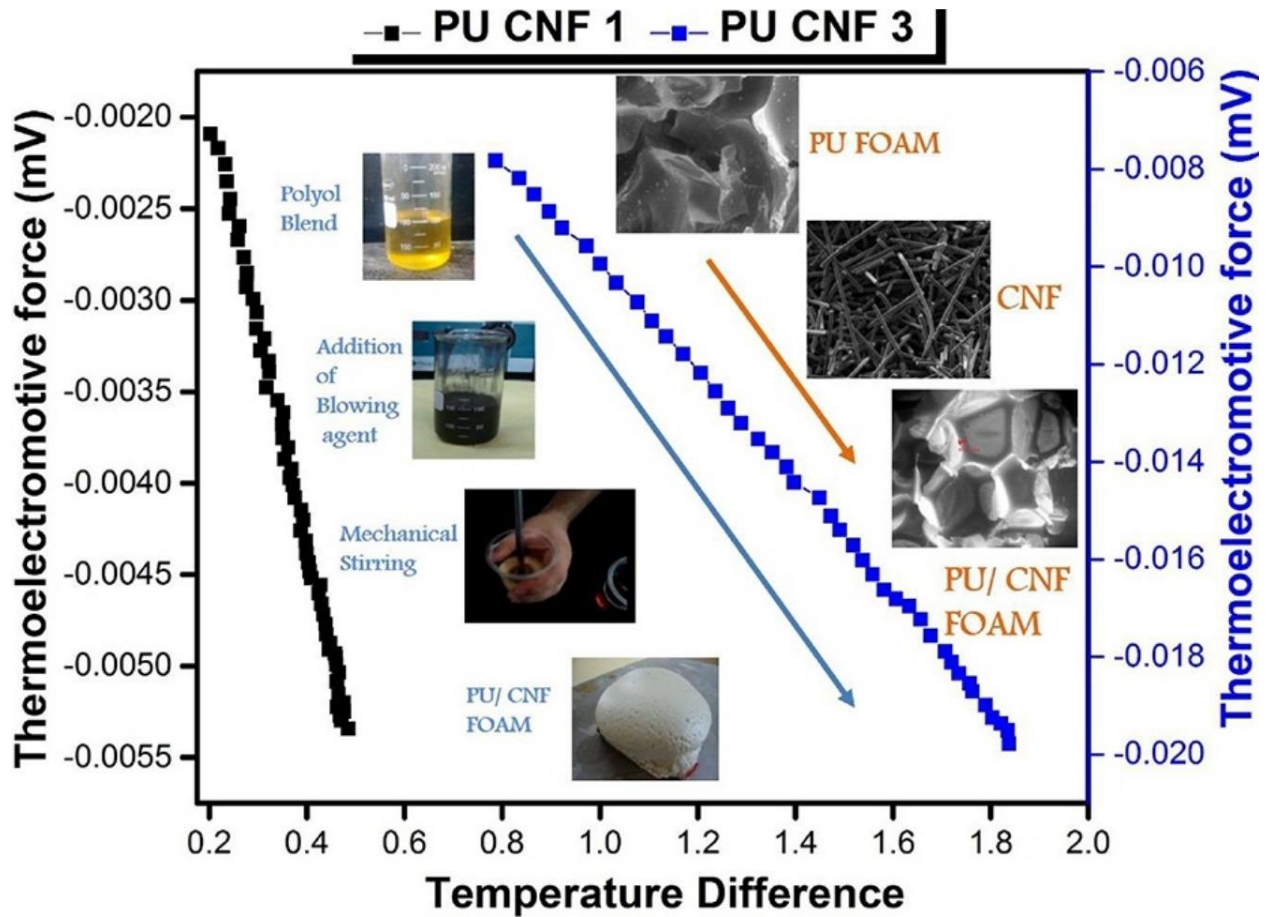 PU CNF 1 PU CNF 3
Thermoelectromotive force (mV)
-0.0020
-0.0025
-0.0030
-0.0035
-0.0040
-0.0045
-0.0050
-0.0055
Polyol
Blend
Addition
of
Blowing
agent
Mechanical
Stirring
PU/ CNF
FOAM
PU FOAM
CNF
PU/ CNF
FOAM
-0.006
-0.008
-0.010
-0.012
-0.014
-0.016
-0.018
-0.020
Thermoelectromotive force (mV)
0.2 0.4 0.6 0.8 1.0 1.2 1.4 1.6 1.8 2.0
Temperature Difference